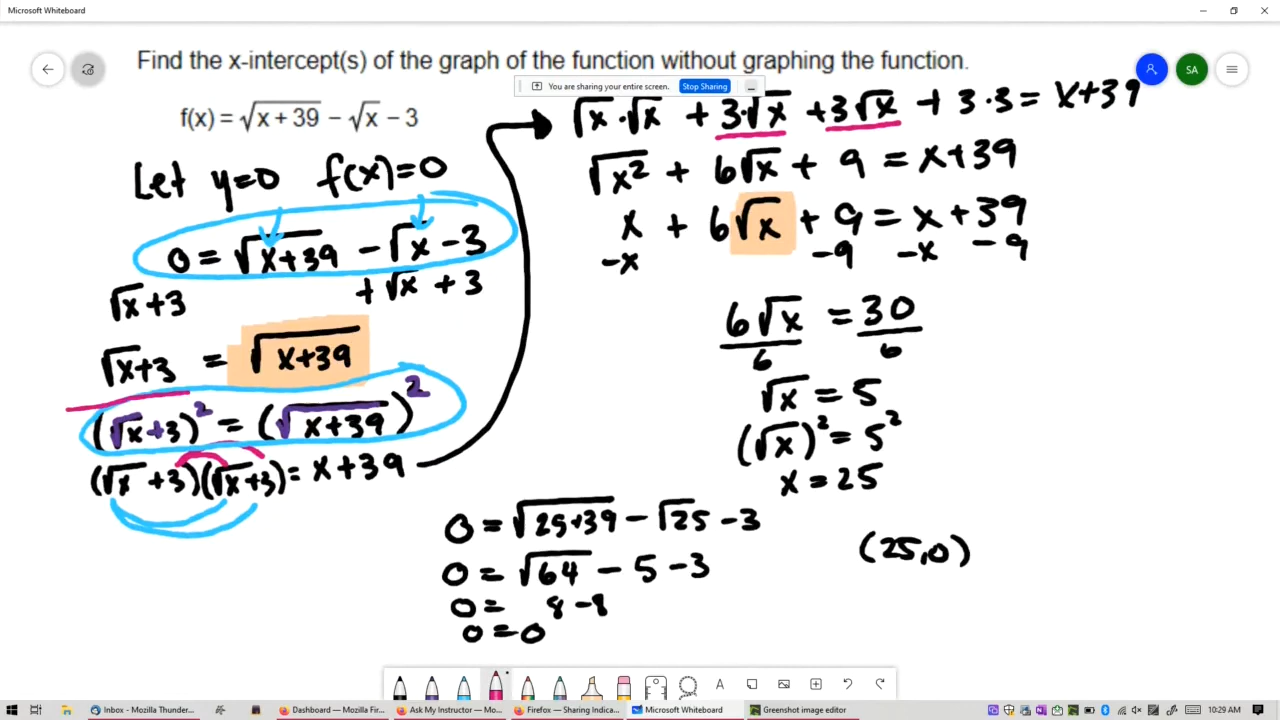 Microsoft Whiteboard
Find the x-intercept(s) of the graph of the function without graphing the function.
SA
You are sharing your entire screen. Stop Sharing
f(x) = √(x + 39) − √x − 3
Let y=0 f(x)=0
0 = √(x+39) − √x − 3
√x + 3 + √x + 3
√x+3 = √(x+39)
(√x+3)² = (√(x+39))²
(√x+3)(√x+3) = x+39
√x·√x + 3·√x + 3√x + 3·3 = x+39
√x² + 6√x + 9 = x+39
x + 6√x + 9 = x+39
−x −9 −x −9
6√x = 30
6 6
√x = 5
(√x)² = 5²
x = 25
0 = √(25+39) − √25 − 3
0 = √64 − 5 − 3
0 = 8 − 8
0 = 0
(25,0)
A
Inbox - Mozilla Thunder...
Dashboard — Mozilla Fir...
Ask My Instructor — Mo...
Firefox — Sharing Indica...
Microsoft Whiteboard
Greenshot image editor
10:29 AM